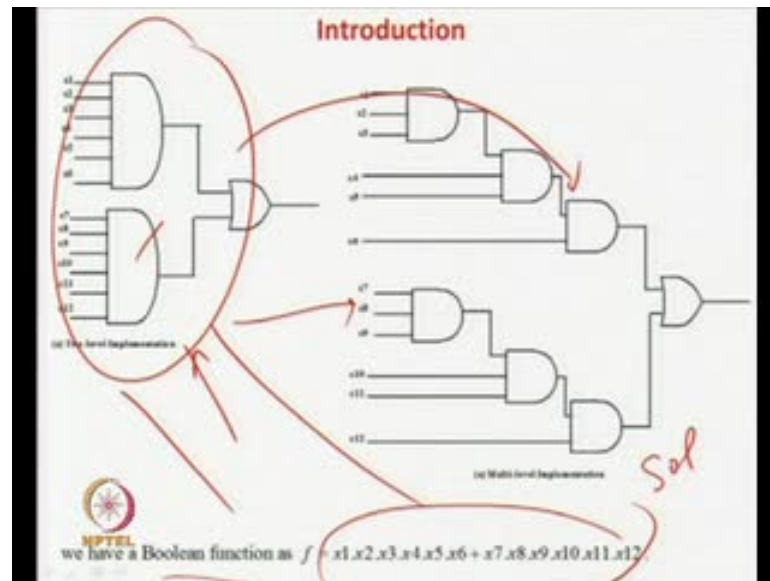 Introduction
x1
x2
x3
x4
x5
x6
x7
x8
x9
x10
x11
x12
(a) Two level Implementation
x1
x2
x3
x4
x5
x6
x7
x8
x9
x10
x11
x12
(a) Multi-level Implementation
NPTEL
we have a Boolean function as f = x1.x2.x3.x4.x5.x6 + x7.x8.x9.x10.x11.x12